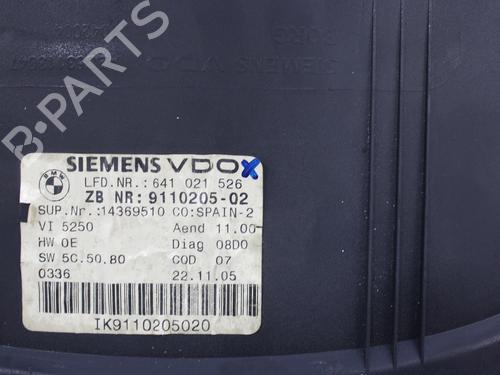 B-PARTS
SIEMENS VDO
BMW
LFD.NR.: 641 021 526
ZB NR: 9110205-02
SUP.Nr.:14369510 CO:SPAIN-2
VI 5250 Aend 11.00
HW 0E Diag 08D0
SW 5C.50.80 COD 07
0336 22.11.05
IK9110205020